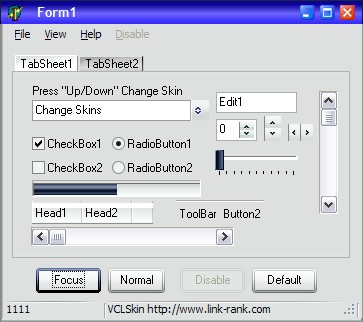 Form1
File View Help Disable
TabSheet1 TabSheet2
Press "Up/Down" Change Skin
Change Skins
Edit1
0
CheckBox1 RadioButton1
CheckBox2 RadioButton2
Head1 Head2
ToolBar Button2
Focus Normal Disable Default
1111 VCLSkin http://www.link-rank.com